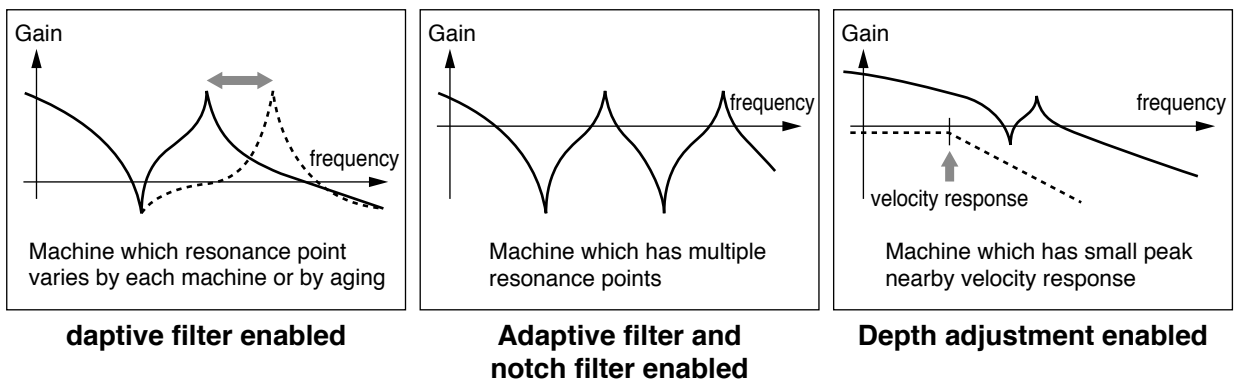 Gain
frequency
Machine which resonance point
varies by each machine or by aging
daptive filter enabled
Gain
frequency
Machine which has multiple
resonance points
Adaptive filter and
notch filter enabled
Gain
frequency
velocity response
Machine which has small peak
nearby velocity response
Depth adjustment enabled